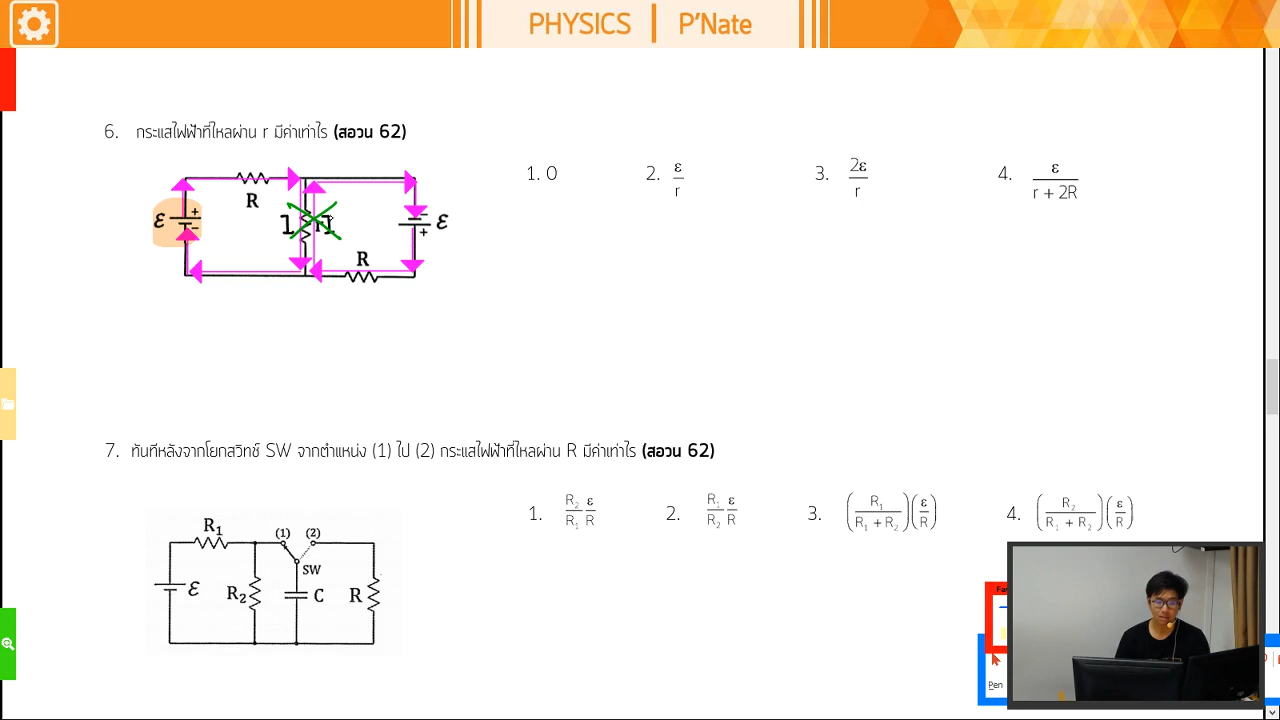 PHYSICS | P'Nate
6. กระแสไฟฟ้าที่ไหลผ่าน r มีค่าเท่าไร (สอวน 62)
1. 0 2. ε/r 3. 2ε/r 4. ε/(r + 2R)
R
ε + − I I − + ε
R
7. ทันทีหลังจากโยกสวิทช์ SW จากตำแหน่ง (1) ไป (2) กระแสไฟฟ้าที่ไหลผ่าน R มีค่าเท่าไร (สอวน 62)
1. R₂/R₁ ε/R 2. R₁/R₂ ε/R 3. (R₁/(R₁ + R₂))(ε/R) 4. (R₂/(R₁ + R₂))(ε/R)
R₁ (1) (2)
SW
ε R₂ C R
Pen